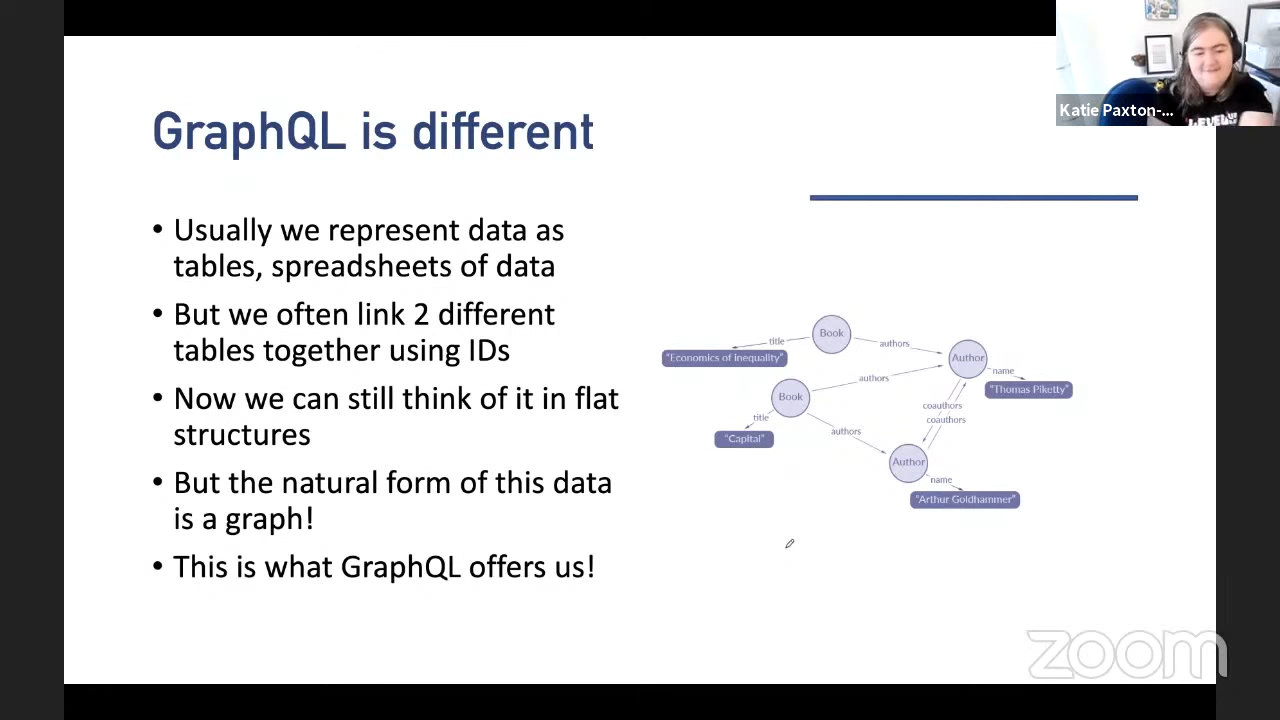 Katie Paxton-...
GraphQL is different
• Usually we represent data as
tables, spreadsheets of data
• But we often link 2 different
tables together using IDs
• Now we can still think of it in flat
structures
• But the natural form of this data
is a graph!
• This is what GraphQL offers us!
Book
title
authors
"Economics of Inequality"
Author
authors
name
"Thomas Piketty"
Book
coauthors
coauthors
title
authors
"Capital"
Author
name
"Arthur Goldhammer"
zoom